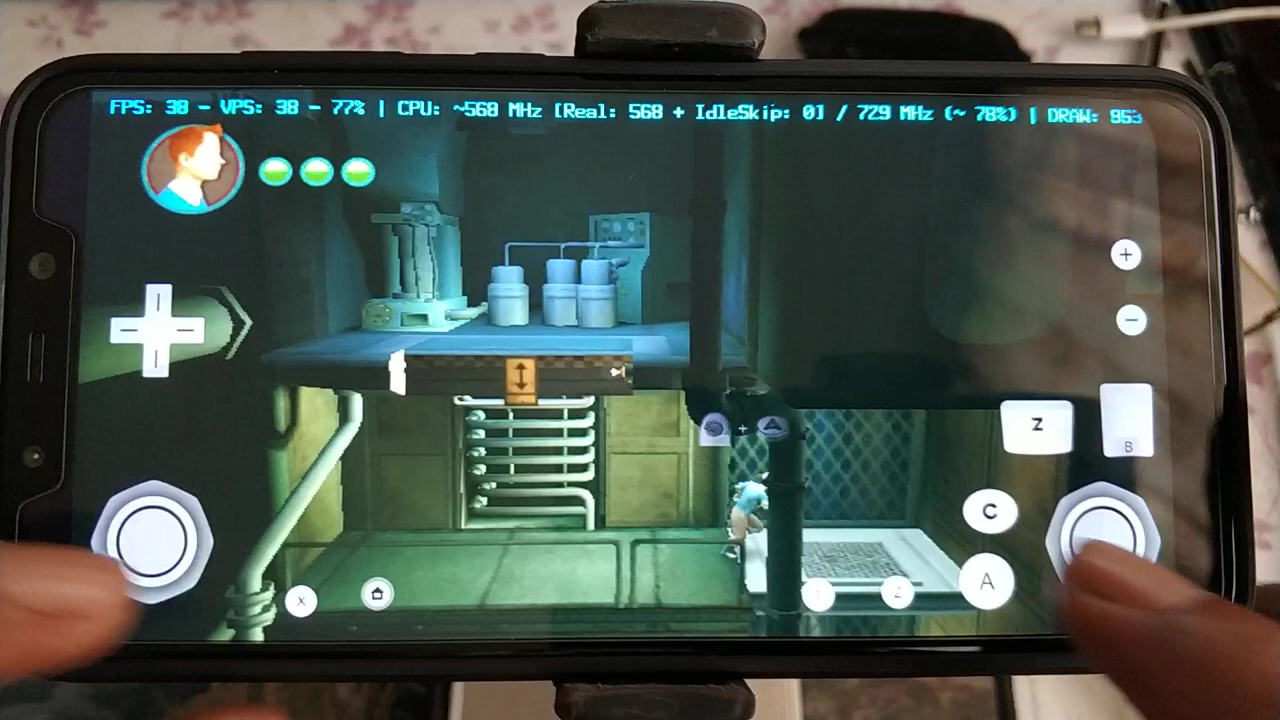 FPS: 38 - VPS: 38 - 77% | CPU: ~568 MHz [Real: 568 + IdleSkip: 0] / 729 MHz (~ 78%) | DRAW: 953
+
-
Z
B
C
A
X
1
2